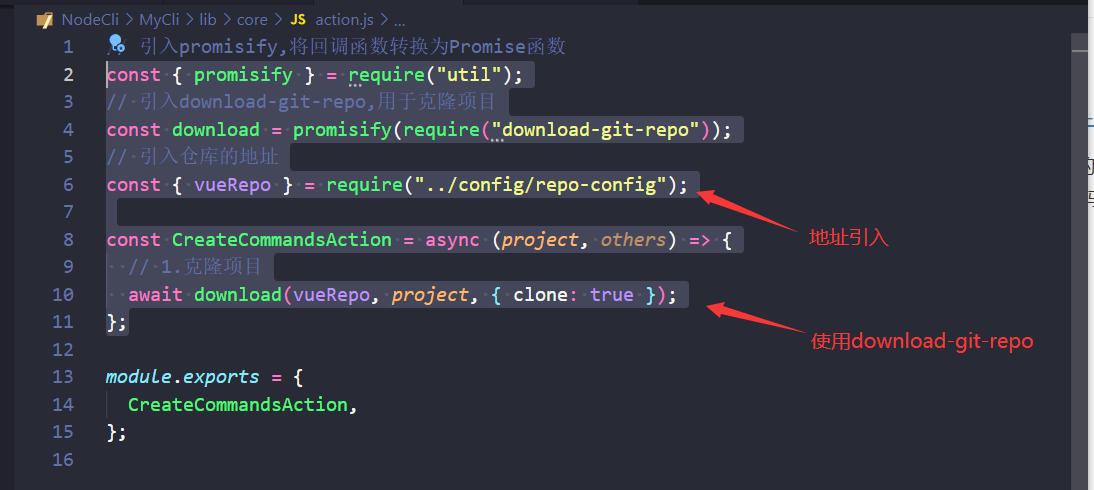 NodeCli > MyCli > lib > core > JS action.js > ...
1 // 引入promisify,将回调函数转换为Promise函数
2 const { promisify } = require("util");
3 // 引入download-git-repo,用于克隆项目
4 const download = promisify(require("download-git-repo"));
5 // 引入仓库的地址
6 const { vueRepo } = require("../config/repo-config");
7
地址引入
8 const CreateCommandsAction = async (project, others) => {
9 // 1.克隆项目
10 await download(vueRepo, project, { clone: true });
11 };
使用download-git-repo
12
13 module.exports = {
14 CreateCommandsAction,
15 };
16